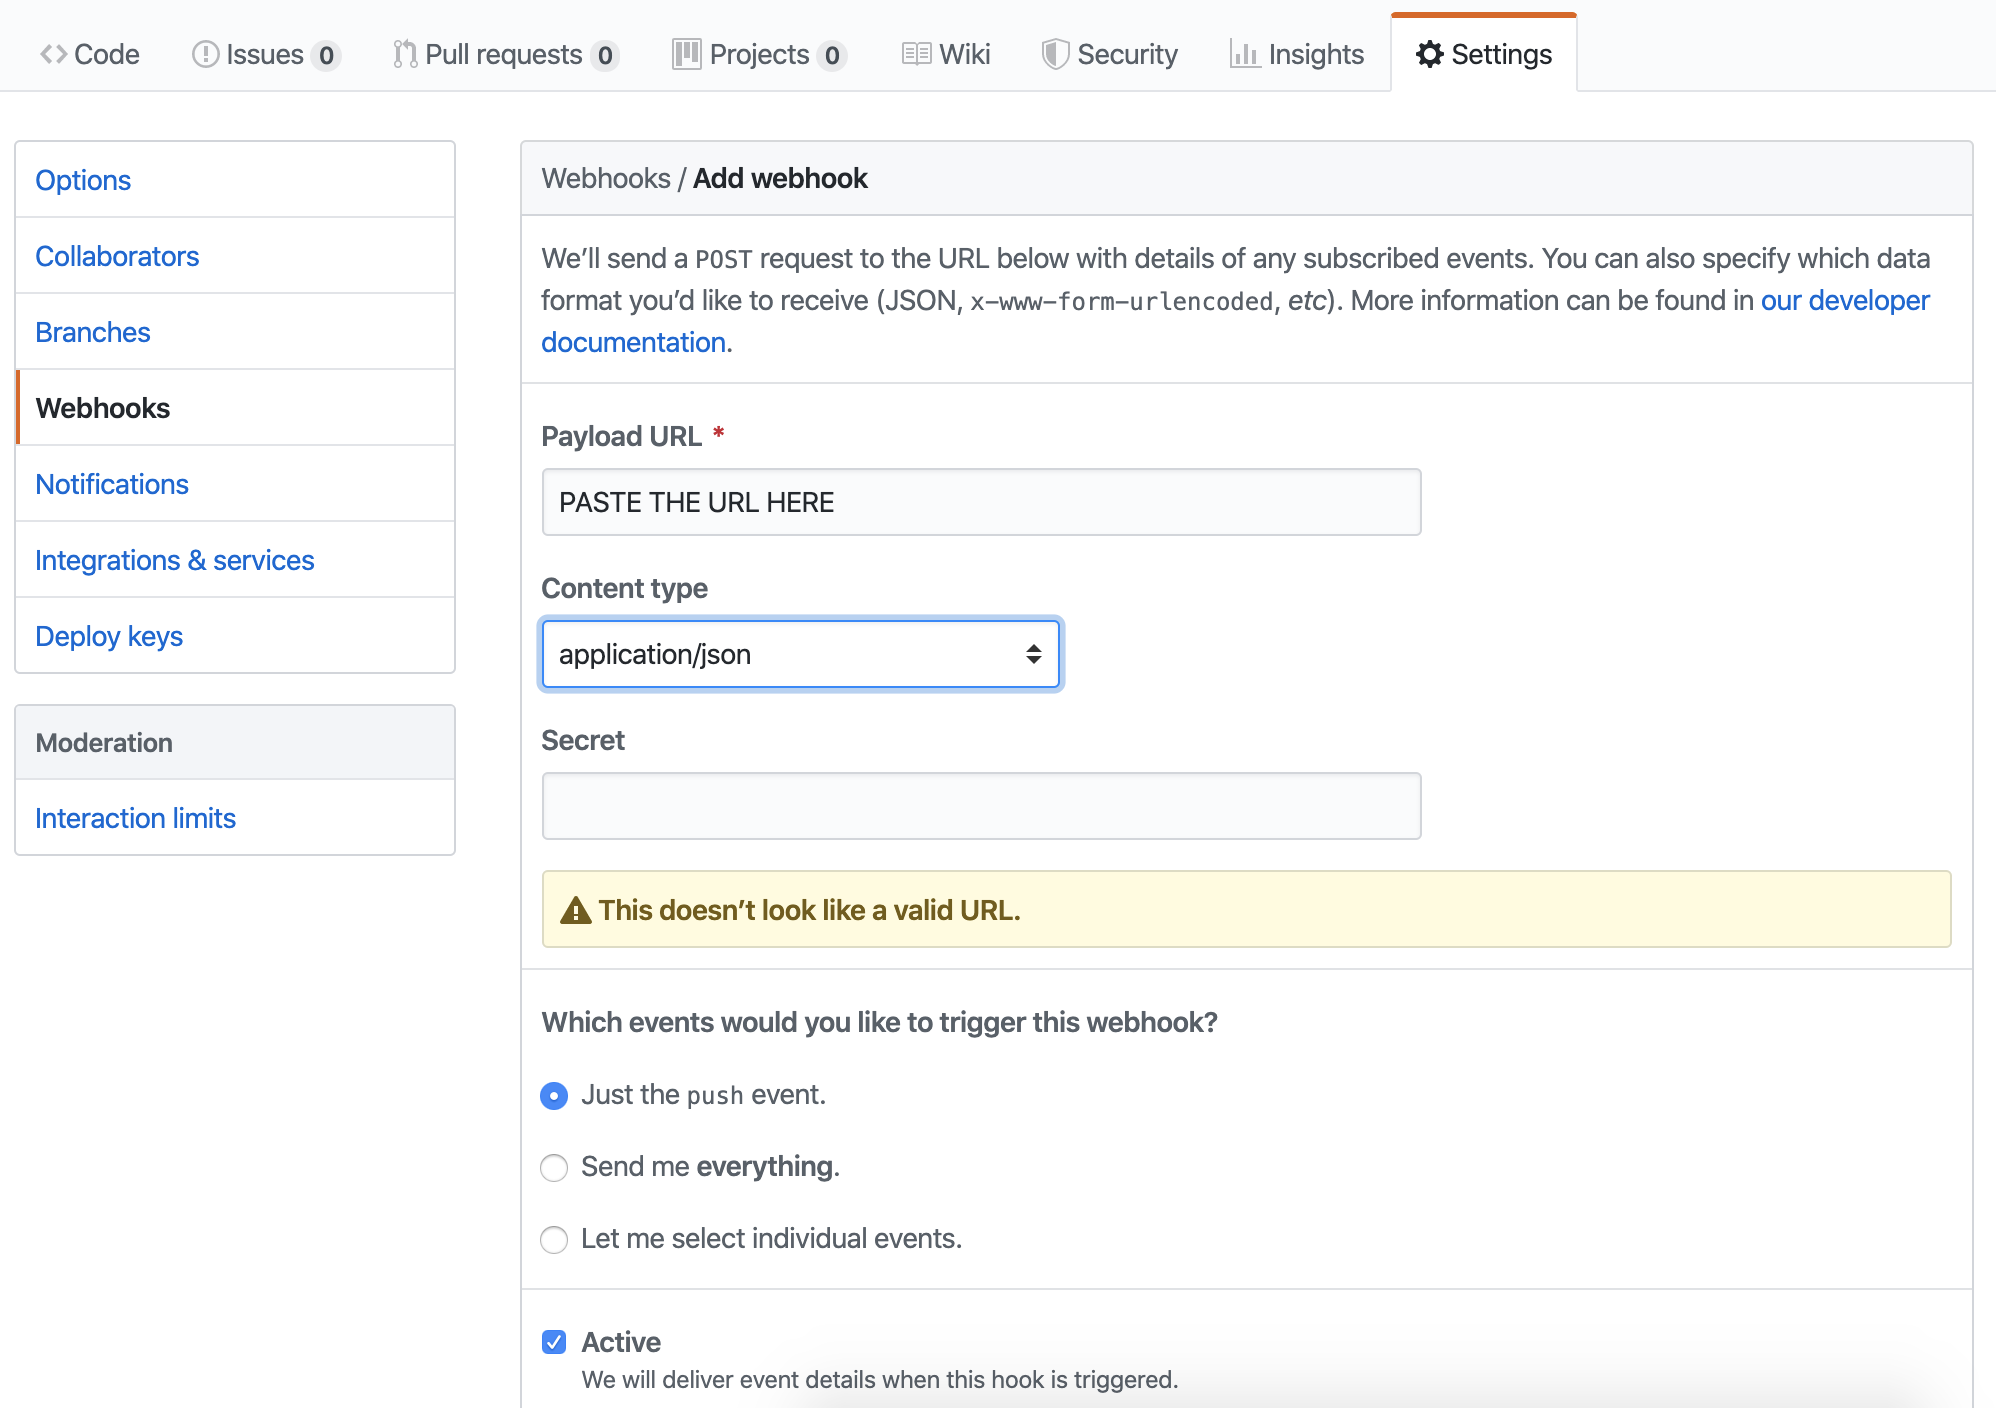 Code Issues 0 Pull requests 0 Projects 0 Wiki Security Insights Settings
Options
Collaborators
Branches
Webhooks
Notifications
Integrations & services
Deploy keys
Moderation
Interaction limits
Webhooks / Add webhook
We’ll send a POST request to the URL below with details of any subscribed events. You can also specify which data
format you’d like to receive (JSON, x-www-form-urlencoded, etc). More information can be found in our developer
documentation.
Payload URL *
PASTE THE URL HERE
Content type
application/json
Secret
This doesn’t look like a valid URL.
Which events would you like to trigger this webhook?
Just the push event.
Send me everything.
Let me select individual events.
Active
We will deliver event details when this hook is triggered.